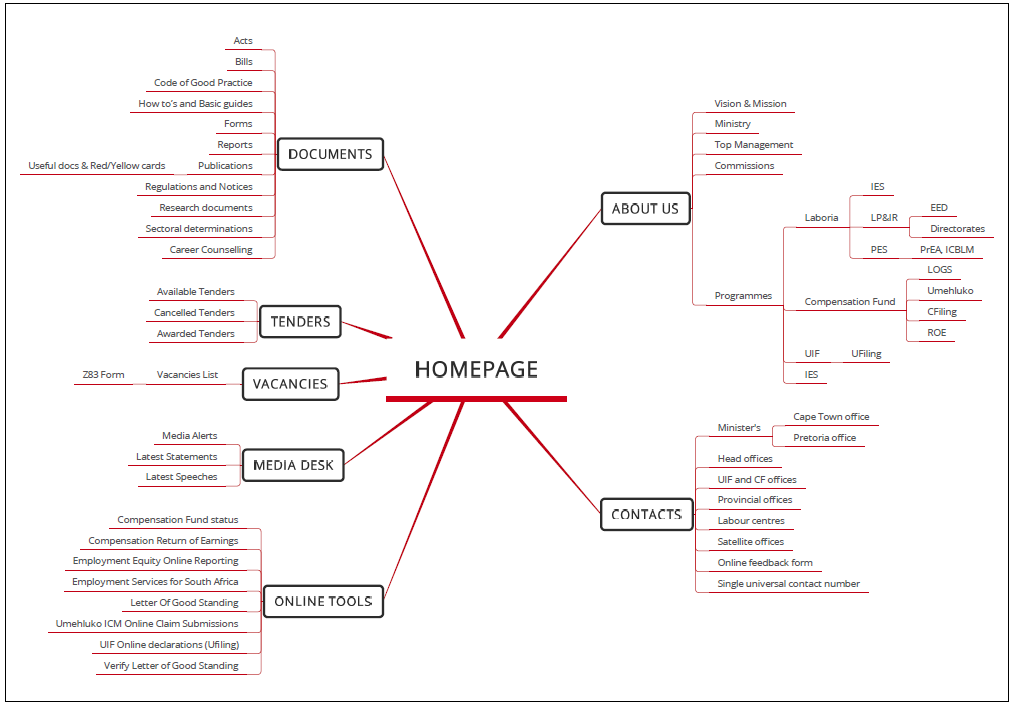 HOMEPAGE
DOCUMENTS
Acts
Bills
Code of Good Practice
How to's and Basic guides
Forms
Reports
Useful docs & Red/Yellow cards
Publications
Regulations and Notices
Research documents
Sectoral determinations
Career Counselling
TENDERS
Available Tenders
Cancelled Tenders
Awarded Tenders
VACANCIES
Vacancies List
Z83 Form
MEDIA DESK
Media Alerts
Latest Statements
Latest Speeches
ONLINE TOOLS
Compensation Fund status
Compensation Return of Earnings
Employment Equity Online Reporting
Employment Services for South Africa
Letter Of Good Standing
Umehluko ICM Online Claim Submissions
UIF Online declarations (Ufiling)
Verify Letter of Good Standing
ABOUT US
Vision & Mission
Ministry
Top Management
Commissions
Programmes
Laboria
IES
LP&IR
EED
Directorates
PES
PrEA, ICBLM
Compensation Fund
LOGS
Umehluko
CFiling
ROE
UIF
UFiling
IES
CONTACTS
Minister's
Cape Town office
Pretoria office
Head offices
UIF and CF offices
Provincial offices
Labour centres
Satellite offices
Online feedback form
Single universal contact number